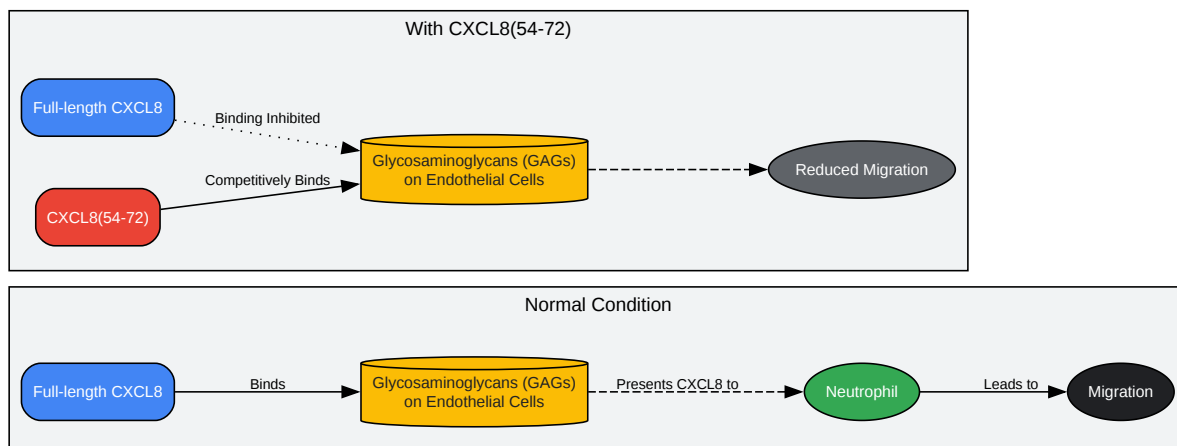 With CXCL8(54-72)
Full-length CXCL8
Binding Inhibited
Glycosaminoglycans (GAGs)
on Endothelial Cells
Reduced Migration
Competitively Binds
CXCL8(54-72)
Normal Condition
Full-length CXCL8
Binds
Glycosaminoglycans (GAGs)
on Endothelial Cells
Presents CXCL8 to
Neutrophil
Leads to
Migration